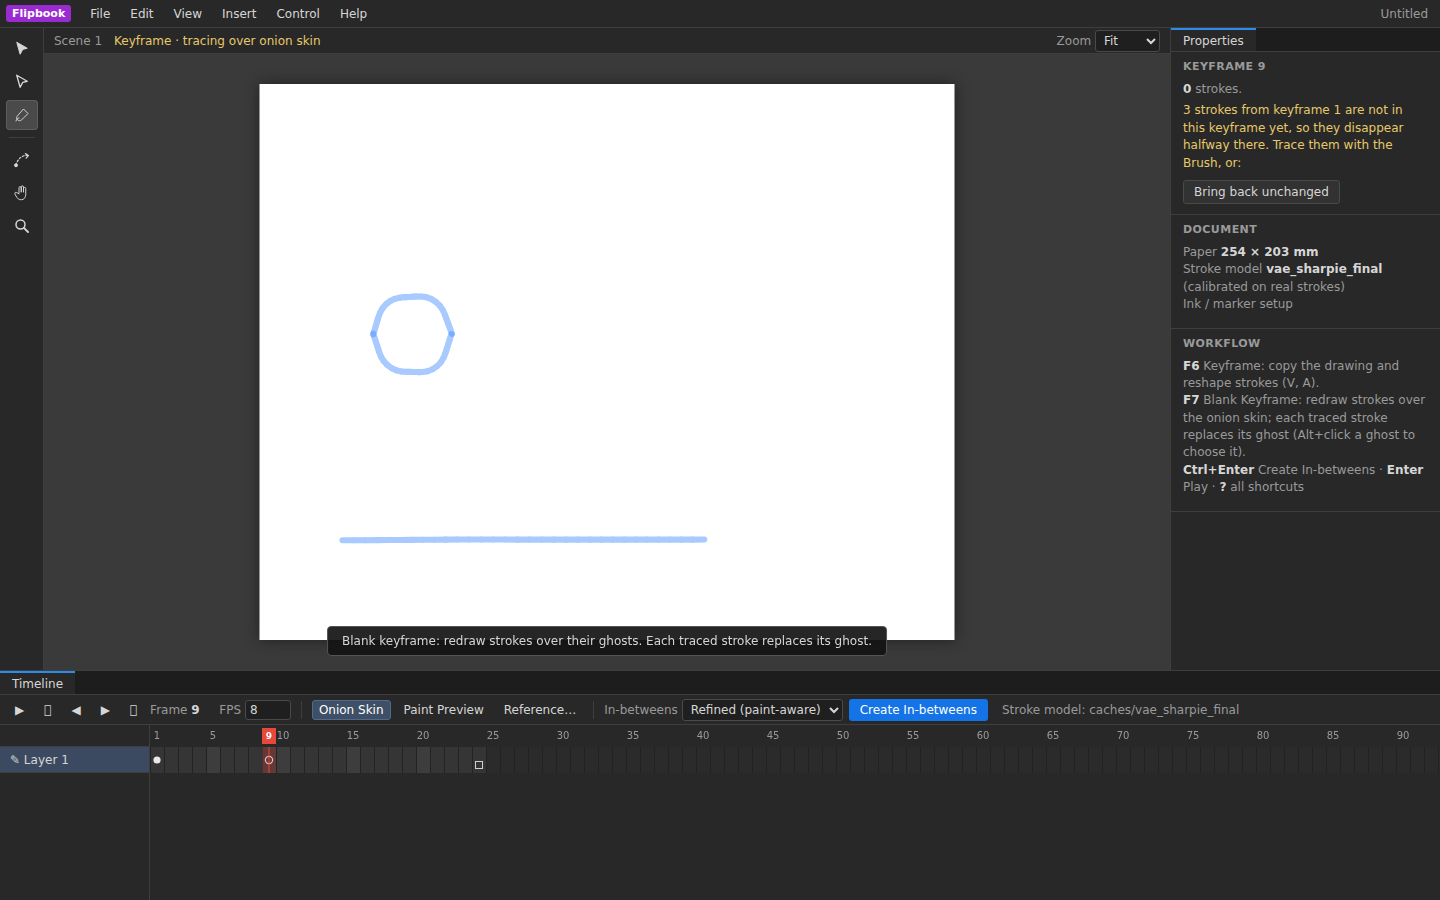 Flipbook File Edit View Insert Control Help Untitled
Scene 1 Keyframe · tracing over onion skin Zoom Fit
Properties
KEYFRAME 9
0 strokes.
3 strokes from keyframe 1 are not in
this keyframe yet, so they disappear
halfway there. Trace them with the
Brush, or:
Bring back unchanged
DOCUMENT
Paper 254 × 203 mm
Stroke model vae_sharpie_final
(calibrated on real strokes)
Ink / marker setup
WORKFLOW
F6 Keyframe: copy the drawing and
reshape strokes (V, A).
F7 Blank Keyframe: redraw strokes over
the onion skin; each traced stroke
replaces its ghost (Alt+click a ghost to
choose it).
Ctrl+Enter Create In-betweens · Enter
Play · ? all shortcuts
Blank keyframe: redraw strokes over their ghosts. Each traced stroke replaces its ghost.
Timeline
Frame 9 FPS 8 Onion Skin Paint Preview Reference... In-betweens Refined (paint-aware) Create In-betweens Stroke model: caches/vae_sharpie_final
1 5 9 10 15 20 25 30 35 40 45 50 55 60 65 70 75 80 85 90
Layer 1